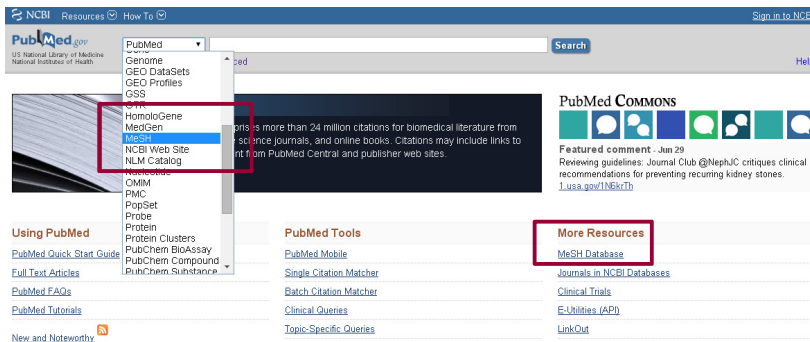 NCBI Resources How To Sign in to NCBI
PubMed.gov
US National Library of Medicine
National Institutes of Health
PubMed
Search
Hel
Genome
GEO DataSets
GEO Profiles
GSS
GTR
HomoloGene
MedGen
MeSH
NCBI Web Site
NLM Catalog
Nucleotide
OMIM
PMC
PopSet
Probe
Protein
Protein Clusters
PubChem BioAssay
PubChem Compound
PubChem Substance
ced
prises more than 24 million citations for biomedical literature from
science journals, and online books. Citations may include links to
nt from PubMed Central and publisher web sites.
PubMed Commons
Featured comment - Jun 29
Reviewing guidelines: Journal Club @NephJC critiques clinical
recommendations for preventing recurring kidney stones.
1.usa.gov/1N6krTh
Using PubMed
PubMed Quick Start Guide
Full Text Articles
PubMed FAQs
PubMed Tutorials
New and Noteworthy
PubMed Tools
PubMed Mobile
Single Citation Matcher
Batch Citation Matcher
Clinical Queries
Topic-Specific Queries
More Resources
MeSH Database
Journals in NCBI Databases
Clinical Trials
E-Utilities (API)
LinkOut